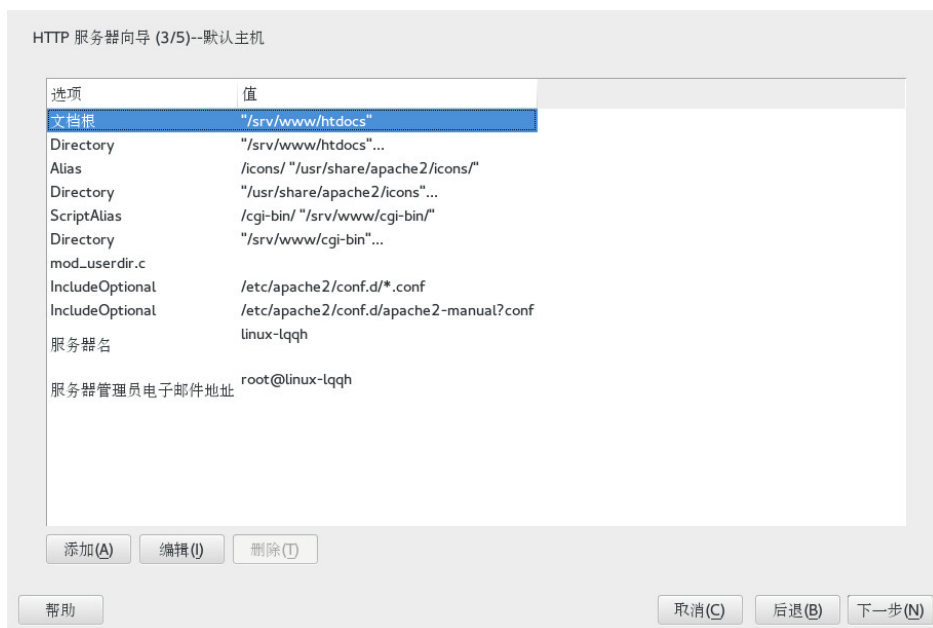 HTTP 服务器向导 (3/5)--默认主机
选项 值
文档根 "/srv/www/htdocs"
Directory "/srv/www/htdocs"...
Alias /icons/ "/usr/share/apache2/icons/"
Directory "/usr/share/apache2/icons"...
ScriptAlias /cgi-bin/ "/srv/www/cgi-bin/"
Directory "/srv/www/cgi-bin"...
mod_userdir.c
IncludeOptional /etc/apache2/conf.d/*.conf
IncludeOptional /etc/apache2/conf.d/apache2-manual?conf
服务器名 linux-lqqh
服务器管理员电子邮件地址 root@linux-lqqh
添加(A) 编辑(I) 删除(T)
帮助 取消(C) 后退(B) 下一步(N)